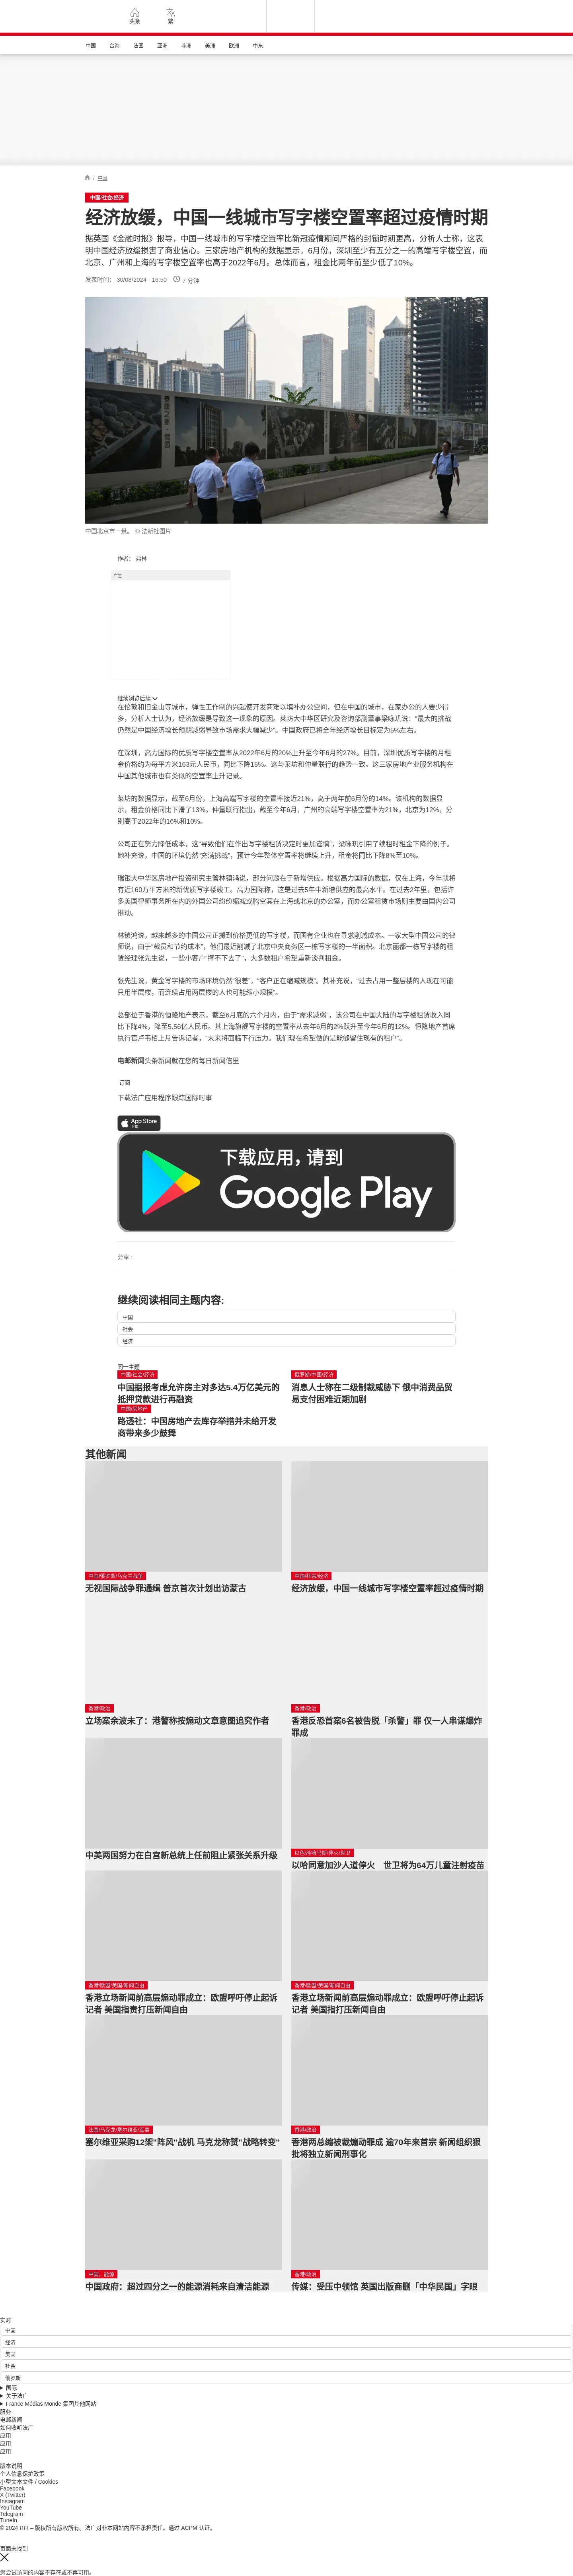 头条
繁
中国
台海
法国
亚洲
非洲
美洲
欧洲
中东
/ 中国
中国/社会/经济
经济放缓，中国一线城市写字楼空置率超过疫情时期
据英国《金融时报》报导，中国一线城市的写字楼空置率比新冠疫情期间严格的封锁时期更高，分析人士称，这表
明中国经济放缓损害了商业信心。三家房地产机构的数据显示，6月份，深圳至少有五分之一的高端写字楼空置，而
北京、广州和上海的写字楼空置率也高于2022年6月。总体而言，租金比两年前至少低了10%。
发表时间： 30/08/2024 - 16:50
7 分钟
中国北京市一景。 © 法新社图片
作者： 弗林
广告
继续浏览后续
在伦敦和旧金山等城市，弹性工作制的兴起使开发商难以填补办公空间，但在中国的城市，在家办公的人要少得
多，分析人士认为，经济放缓是导致这一现象的原因。莱坊大中华区研究及咨询部副董事梁咏玑说：“最大的挑战
仍然是中国经济增长预期减弱导致市场需求大幅减少”。中国政府已将全年经济增长目标定为5%左右。
在深圳，高力国际的优质写字楼空置率从2022年6月的20%上升至今年6月的27%。目前，深圳优质写字楼的月租
金价格约为每平方米163元人民币，同比下降15%。这与莱坊和仲量联行的趋势一致。这三家房地产业服务机构在
中国其他城市也有类似的空置率上升记录。
莱坊的数据显示，截至6月份，上海高端写字楼的空置率接近21%，高于两年前6月份的14%。该机构的数据显
示，租金价格同比下滑了13%。仲量联行指出，截至今年6月，广州的高端写字楼空置率为21%，北京为12%，分
别高于2022年的16%和10%。
公司正在努力降低成本，这“导致他们在作出写字楼租赁决定时更加谨慎”，梁咏玑引用了续租时租金下降的例子。
她补充说，中国的环境仍然“充满挑战”，预计今年整体空置率将继续上升，租金将同比下降8%至10%。
瑞银大中华区房地产投资研究主管林镇鸿说，部分问题在于新增供应。根据高力国际的数据，仅在上海，今年就将
有近160万平方米的新优质写字楼竣工。高力国际称，这是过去5年中新增供应的最高水平。在过去2年里，包括许
多美国律师事务所在内的外国公司纷纷缩减或腾空其在上海或北京的办公室，而办公室租赁市场则主要由国内公司
推动。
林镇鸿说，越来越多的中国公司正搬到价格更低的写字楼，而国有企业也在寻求削减成本。一家大型中国公司的律
师说，由于“裁员和节约成本”，他们最近削减了北京中央商务区一栋写字楼的一半面积。北京丽都一栋写字楼的租
赁经理张先生说，一些小客户“撑不下去了”，大多数租户希望重新谈判租金。
张先生说，黄金写字楼的市场环境仍然“很差”，“客户正在缩减规模”。其补充说，“过去占用一整层楼的人现在可能
只用半层楼，而连续占用两层楼的人也可能缩小规模”。
总部位于香港的恒隆地产表示，截至6月底的六个月内，由于“需求减弱”，该公司在中国大陆的写字楼租赁收入同
比下降4%，降至5.56亿人民币。其上海旗舰写字楼的空置率从去年6月的2%跃升至今年6月的12%。恒隆地产首席
执行官卢韦栢上月告诉记者，“未来将面临下行压力。我们现在希望做的是能够留住现有的租户”。
电邮新闻头条新闻就在您的每日新闻信里
订阅
下载法广应用程序跟踪国际时事
App Store
下载
下载应用，请到
Google Play
分享 :
继续阅读相同主题内容:
中国
社会
经济
同一主题
中国/社会/经济
中国据报考虑允许房主对多达5.4万亿美元的
抵押贷款进行再融资
俄罗斯/中国/经济
消息人士称在二级制裁威胁下 俄中消费品贸
易支付困难近期加剧
中国/房地产
路透社：中国房地产去库存举措并未给开发
商带来多少鼓舞
其他新闻
中国/俄罗斯/乌克兰战争
无视国际战争罪通缉 普京首次计划出访蒙古
中国/社会/经济
经济放缓，中国一线城市写字楼空置率超过疫情时期
香港/政治
立场案余波未了：港警称按煽动文章意图追究作者
香港/政治
香港反恐首案6名被告脱「杀警」罪 仅一人串谋爆炸
罪成
中美两国努力在白宫新总统上任前阻止紧张关系升级
以色列/哈马斯/停火/世卫
以哈同意加沙人道停火　世卫将为64万儿童注射疫苗
香港/欧盟/美国/新闻自由
香港立场新闻前高层煽动罪成立：欧盟呼吁停止起诉
记者 美国指责打压新闻自由
香港/欧盟/美国/新闻自由
香港立场新闻前高层煽动罪成立：欧盟呼吁停止起诉
记者 美国指打压新闻自由
法国/马克龙/塞尔维亚/军事
塞尔维亚采购12架"阵风"战机 马克龙称赞"战略转变"
香港/政治
香港两总编被裁煽动罪成 逾70年来首宗 新闻组织狠
批将独立新闻刑事化
中国、能源
中国政府：超过四分之一的能源消耗来自清洁能源
香港/政治
传媒：受压中领馆 英国出版商删「中华民国」字眼
实时
中国
经济
美国
社会
俄罗斯
国际
关于法广
France Médias Monde 集团其他网站
服务
电邮新闻
如何收听法广
应用
应用
应用
版本说明
个人信息保护政策
小型文本文件 / Cookies
Facebook
X (Twitter)
Instagram
YouTube
Telegram
TuneIn
© 2024 RFI – 版权所有版权所有。法广对非本网站内容不承担责任。通过 ACPM 认证。
页面未找到
您尝试访问的内容不存在或不再可用。